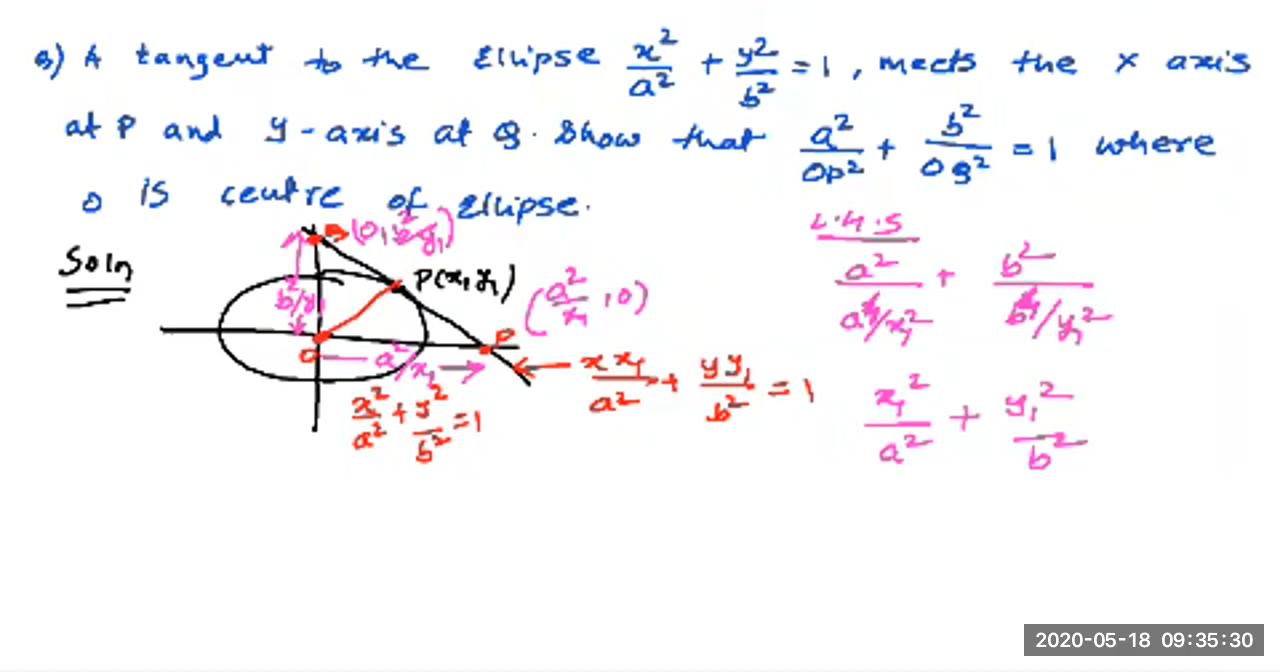 Q) A tangent to the Ellipse x²/a² + y²/b² = 1, meets the x axis
at P and y-axis at Q. Show that a²/OP² + b²/OQ² = 1 where
O is centre of Ellipse.
Soln
(0, b²/y₁)
P(x₁, y₁)
b²/y₁
(a²/x₁, 0)
O
P
a²/x₁
x²/a² + y²/b² = 1
xx₁/a² + yy₁/b² = 1
L.H.S
a²/(a⁴/x₁²) + b²/(b⁴/y₁²)
x₁²/a² + y₁²/b²
2020-05-18 09:35:30